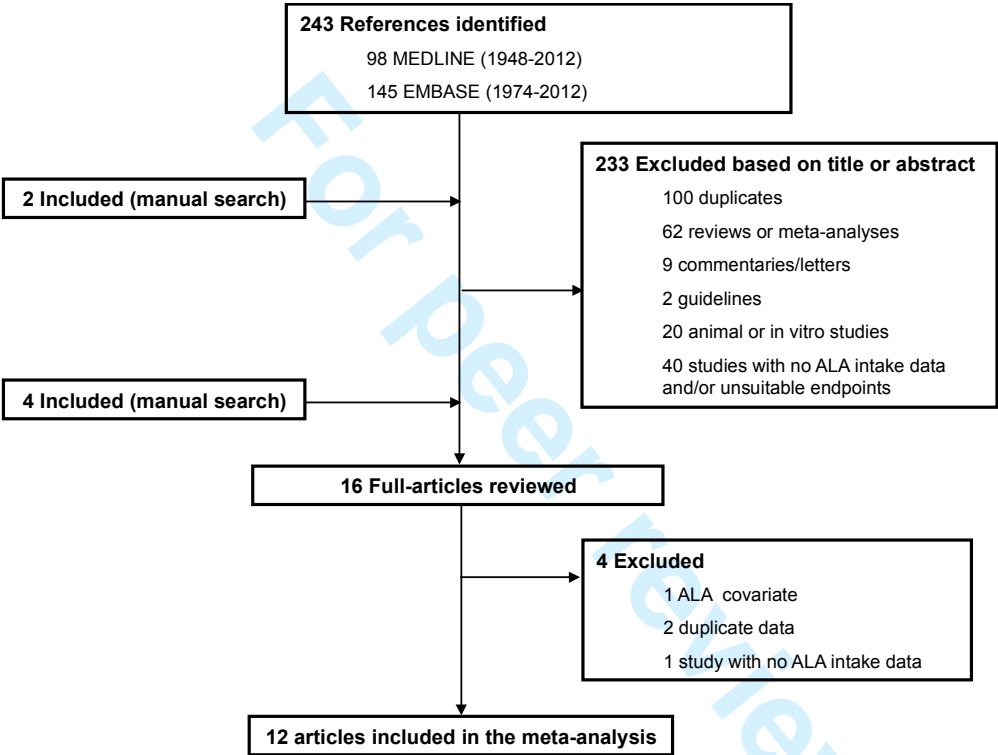 243 References identified
98 MEDLINE (1948-2012)
145 EMBASE (1974-2012)
2 Included (manual search)
233 Excluded based on title or abstract
100 duplicates
62 reviews or meta-analyses
9 commentaries/letters
2 guidelines
20 animal or in vitro studies
40 studies with no ALA intake data
and/or unsuitable endpoints
4 Included (manual search)
16 Full-articles reviewed
4 Excluded
1 ALA covariate
2 duplicate data
1 study with no ALA intake data
12 articles included in the meta-analysis
For peer review